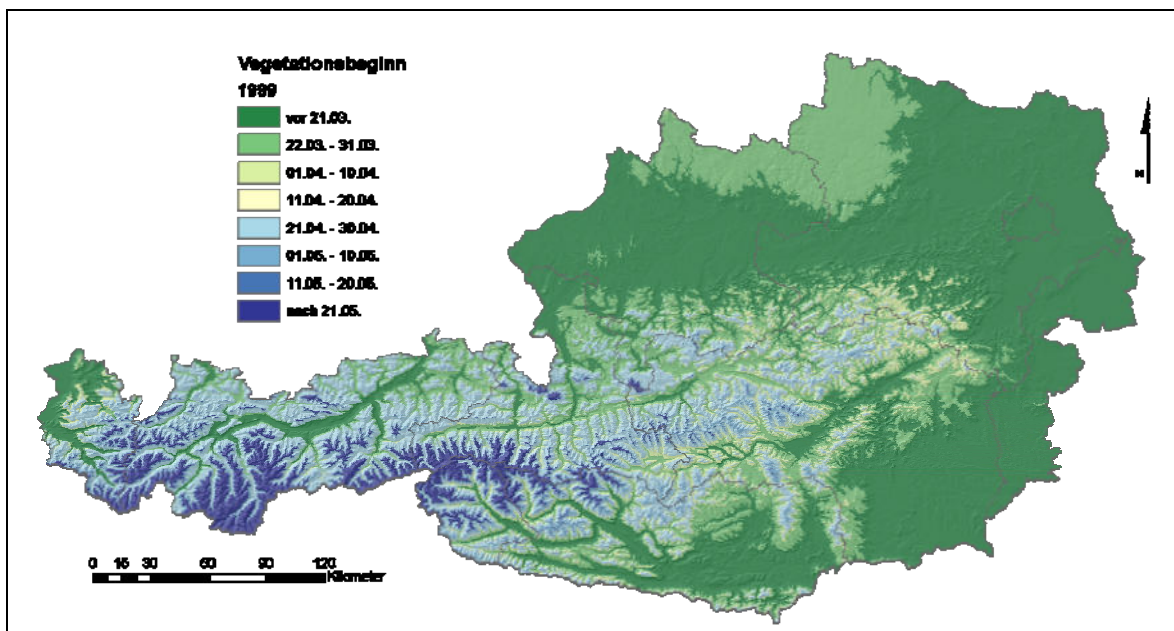 Vegetationsbeginn
1999
vor 21.03.
22.03. - 31.03.
01.04. - 10.04.
11.04. - 20.04.
21.04. - 30.04.
01.05. - 10.05.
11.05. - 20.05.
nach 21.05.
N
0 15 30 60 90 120
Kilometer